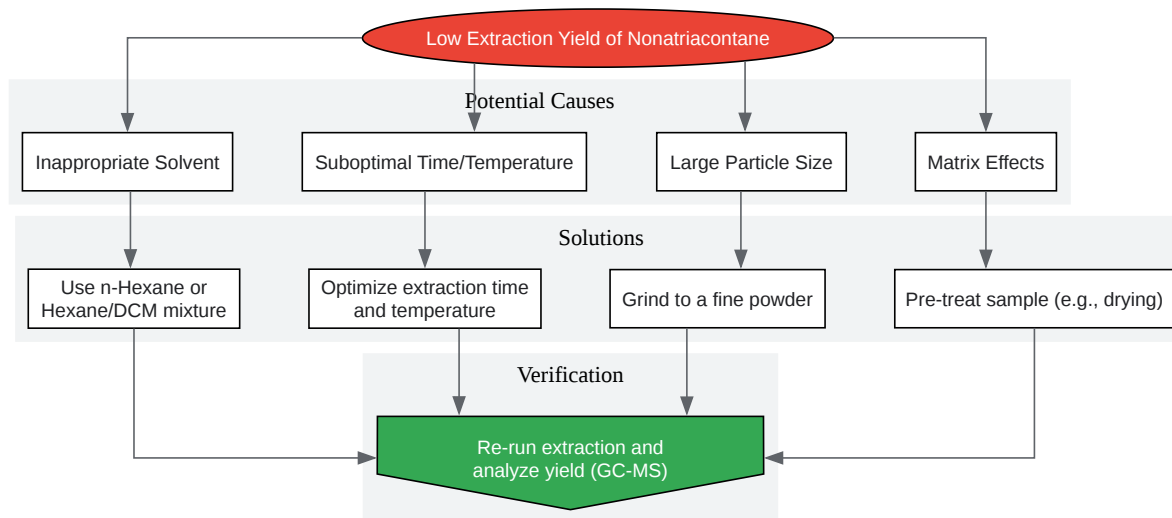 Low Extraction Yield of Nonatriacontane
Potential Causes
Inappropriate Solvent
Suboptimal Time/Temperature
Large Particle Size
Matrix Effects
Solutions
Use n-Hexane or
Hexane/DCM mixture
Optimize extraction time
and temperature
Grind to a fine powder
Pre-treat sample (e.g., drying)
Verification
Re-run extraction and
analyze yield (GC-MS)